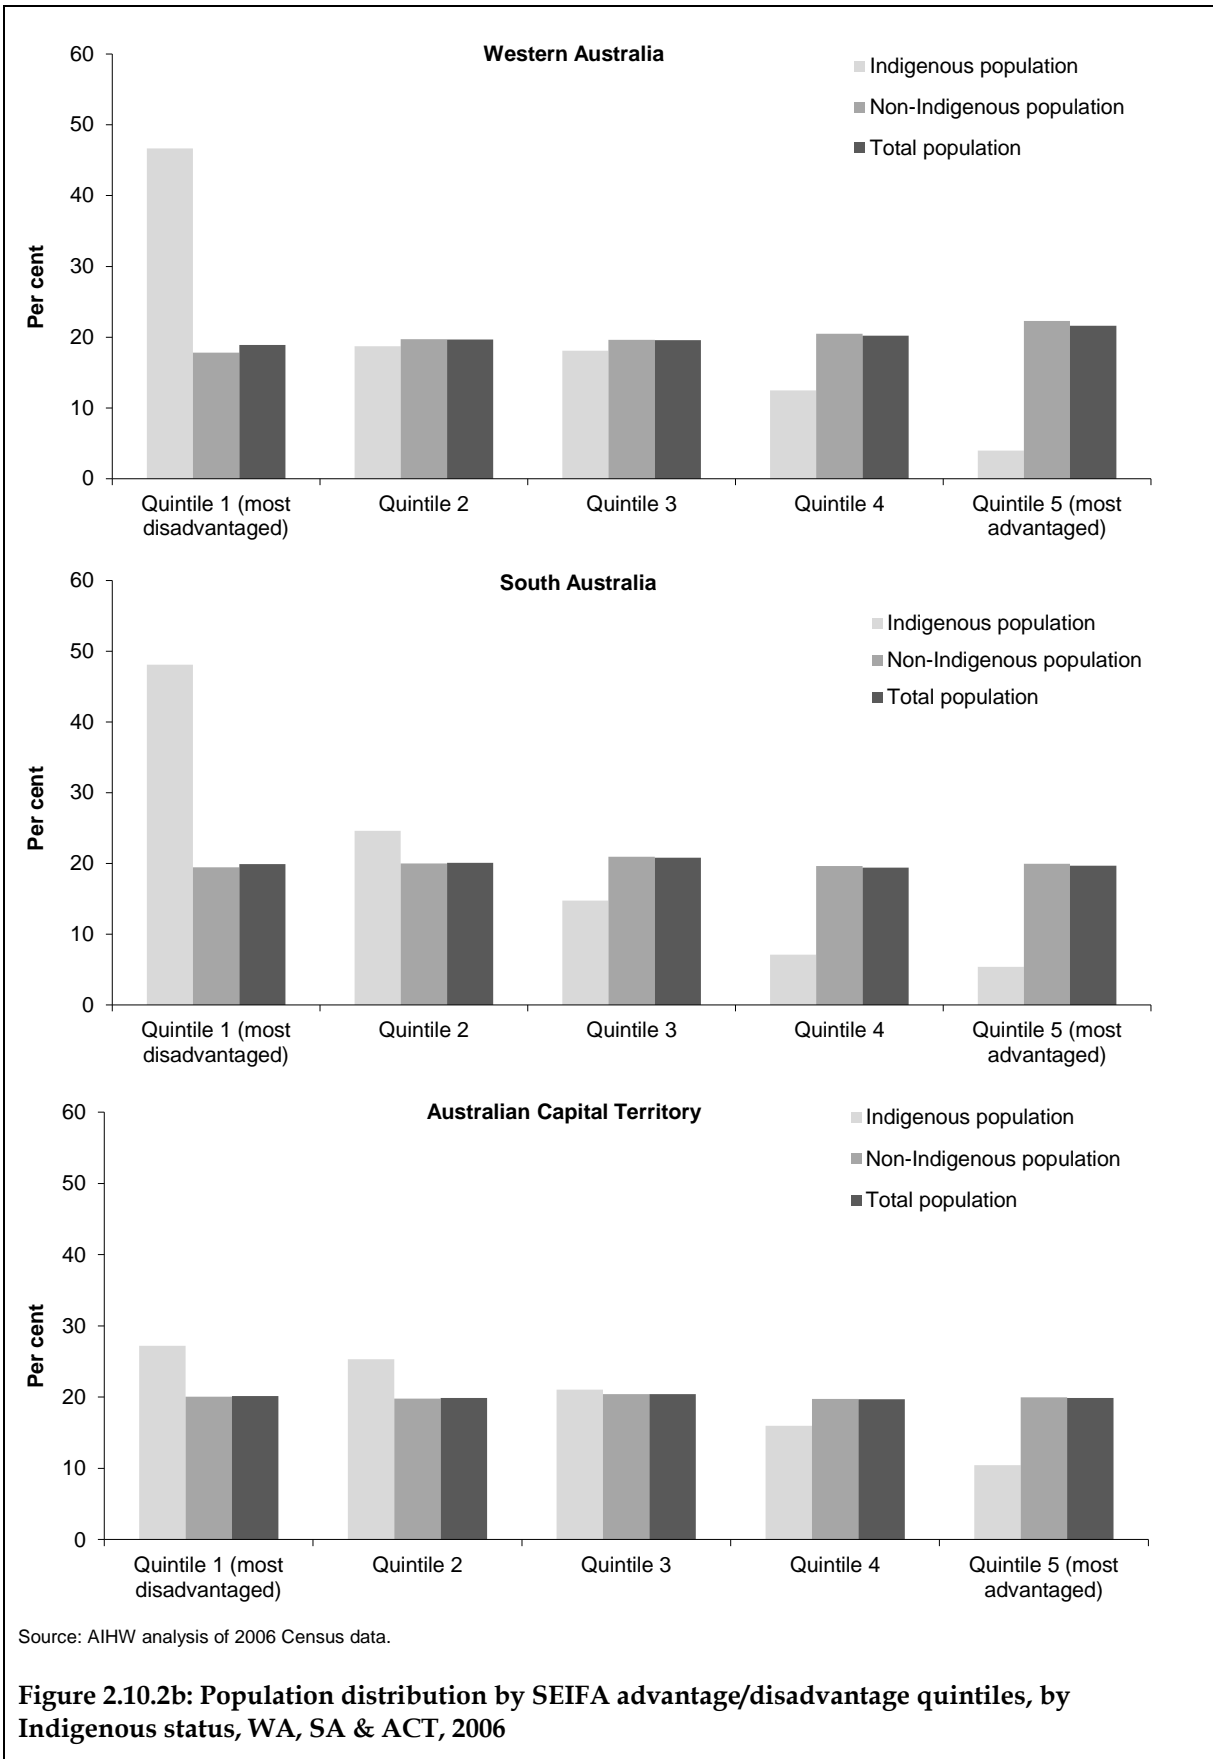 Western Australia
Indigenous population
Non-Indigenous population
Total population
Per cent
60
50
40
30
20
10
0
Quintile 1 (most
disadvantaged)
Quintile 2
Quintile 3
Quintile 4
Quintile 5 (most
advantaged)
South Australia
Indigenous population
Non-Indigenous population
Total population
Per cent
60
50
40
30
20
10
0
Quintile 1 (most
disadvantaged)
Quintile 2
Quintile 3
Quintile 4
Quintile 5 (most
advantaged)
Australian Capital Territory
Indigenous population
Non-Indigenous population
Total population
Per cent
60
50
40
30
20
10
0
Quintile 1 (most
disadvantaged)
Quintile 2
Quintile 3
Quintile 4
Quintile 5 (most
advantaged)
Source: AIHW analysis of 2006 Census data.
Figure 2.10.2b: Population distribution by SEIFA advantage/disadvantage quintiles, by
Indigenous status, WA, SA & ACT, 2006